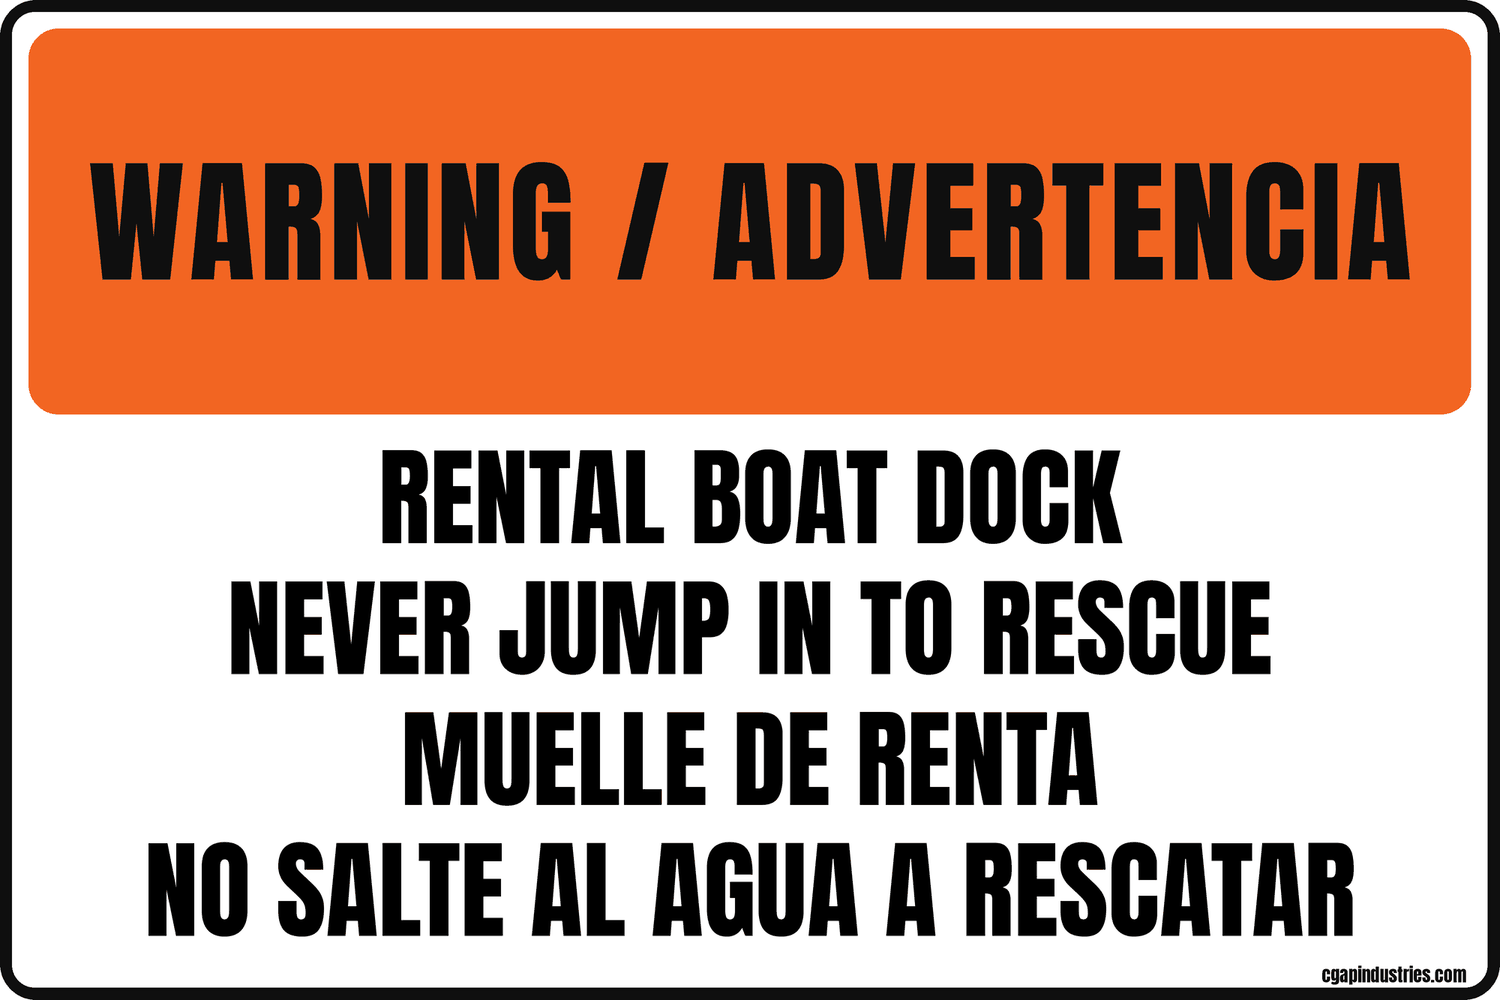 WARNING / ADVERTENCIA
RENTAL BOAT DOCK
NEVER JUMP IN TO RESCUE
MUELLE DE RENTA
NO SALTE AL AGUA A RESCATAR
cgapindustries.com